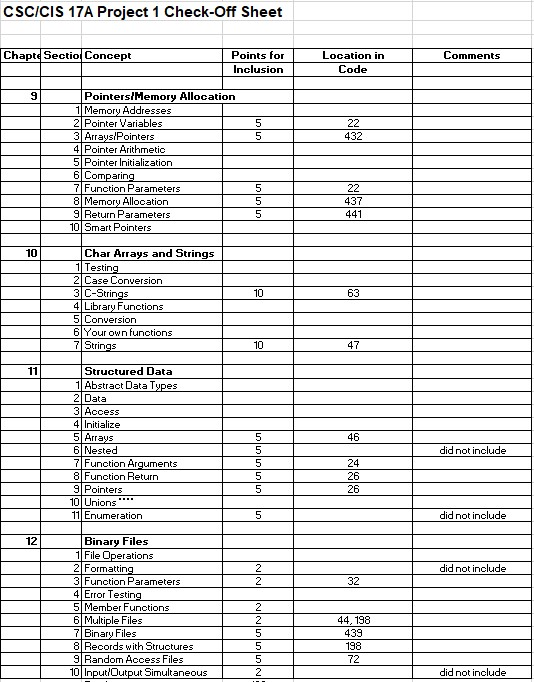 CSC/CIS 17A Project 1 Check-Off Sheet
Chapte Sectio Concept Points for Location in Comments
Inclusion Code
9 Pointers/Memory Allocation
1 Memory Addresses
2 Pointer Variables 5 22
3 Arrays/Pointers 5 432
4 Pointer Arithmetic
5 Pointer Initialization
6 Comparing
7 Function Parameters 5 22
8 Memory Allocation 5 437
9 Return Parameters 5 441
10 Smart Pointers
10 Char Arrays and Strings
1 Testing
2 Case Conversion
3 C-Strings 10 63
4 Library Functions
5 Conversion
6 Your own functions
7 Strings 10 47
11 Structured Data
1 Abstract Data Types
2 Data
3 Access
4 Initialize
5 Arrays 5 46
6 Nested 5 did not include
7 Function Arguments 5 24
8 Function Return 5 26
9 Pointers 5 26
10 Unions ****
11 Enumeration 5 did not include
12 Binary Files
1 File Operations
2 Formatting 2 did not include
3 Function Parameters 2 32
4 Error Testing
5 Member Functions 2
6 Multiple Files 2 44, 198
7 Binary Files 5 439
8 Records with Structures 5 198
9 Random Access Files 5 72
10 Input/Output Simultaneous 2 did not include